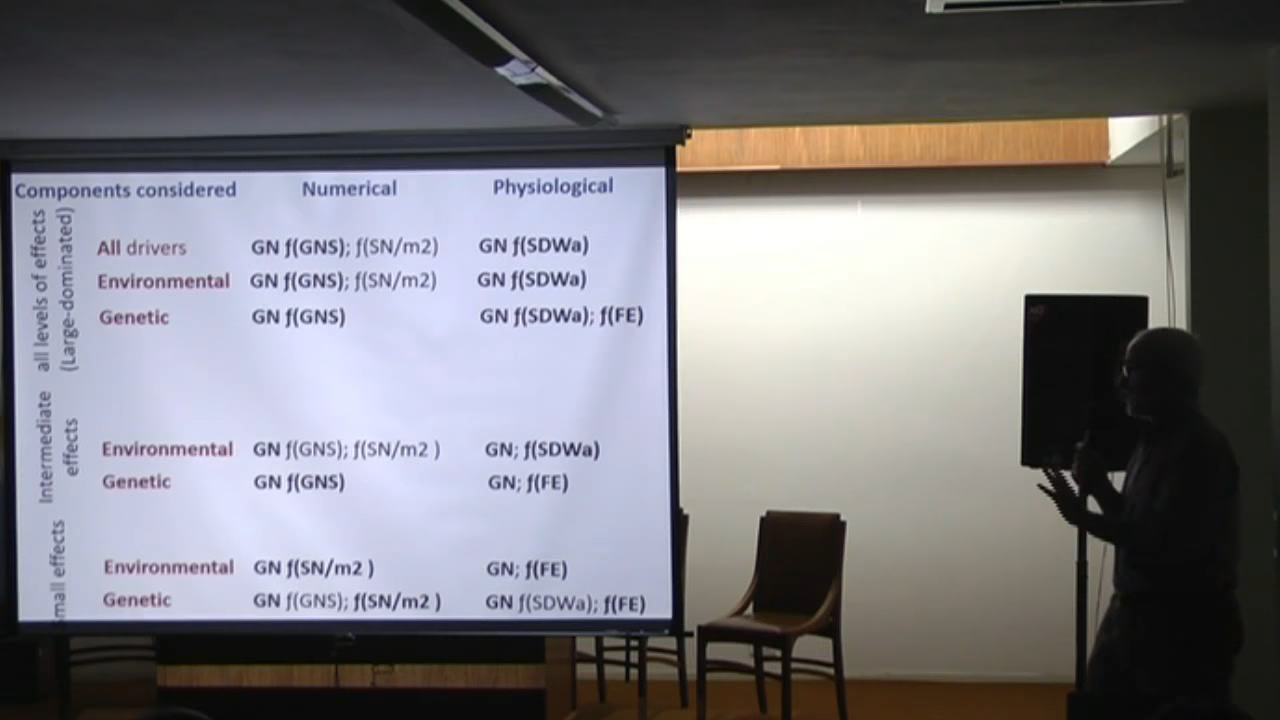 Components considered Numerical Physiological
all levels of effects
(Large-dominated)
All drivers GN ƒ(GNS); ƒ(SN/m2) GN ƒ(SDWa)
Environmental GN ƒ(GNS); ƒ(SN/m2) GN ƒ(SDWa)
Genetic GN ƒ(GNS) GN ƒ(SDWa); ƒ(FE)
Intermediate
effects
Environmental GN ƒ(GNS); ƒ(SN/m2 ) GN; ƒ(SDWa)
Genetic GN ƒ(GNS) GN; ƒ(FE)
mall effects
Environmental GN ƒ(SN/m2 ) GN; ƒ(FE)
Genetic GN ƒ(GNS); ƒ(SN/m2 ) GN ƒ(SDWa); ƒ(FE)